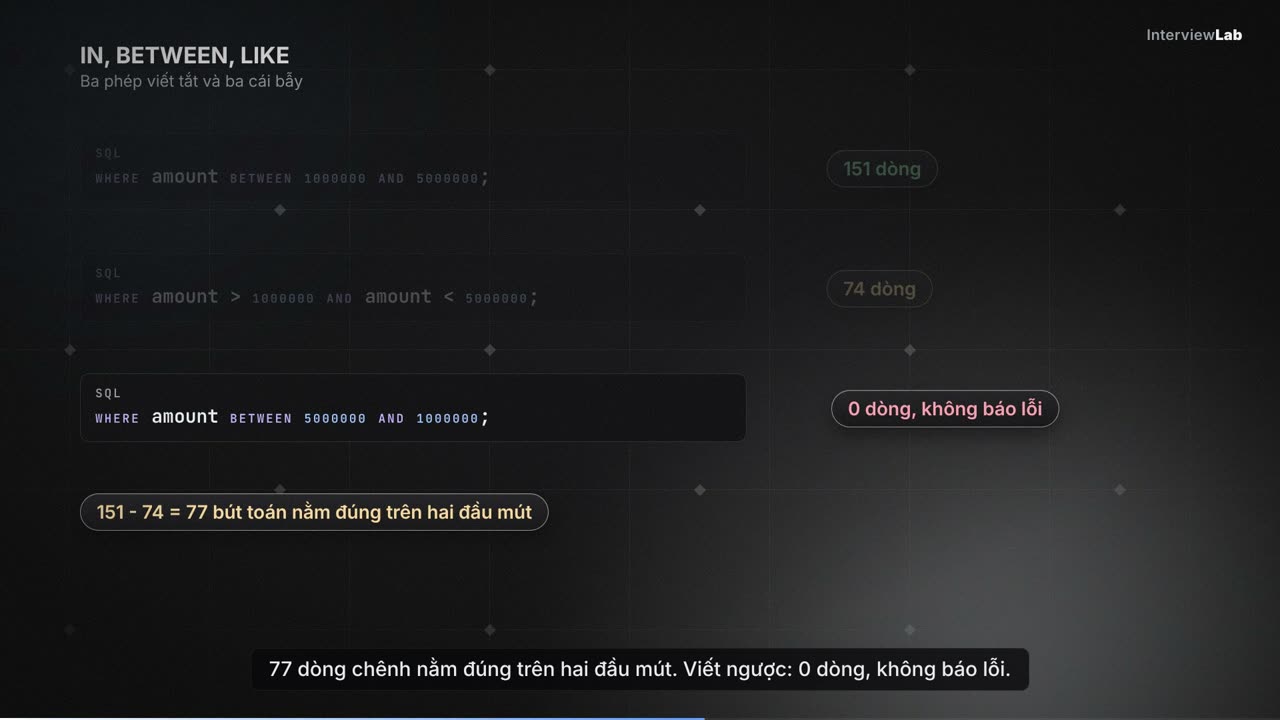 IN, BETWEEN, LIKE
Ba phép viết tắt và ba cái bẫy
InterviewLab
SQL
WHERE amount BETWEEN 1000000 AND 5000000;
151 dòng
SQL
WHERE amount > 1000000 AND amount < 5000000;
74 dòng
SQL
WHERE amount BETWEEN 5000000 AND 1000000;
0 dòng, không báo lỗi
151 - 74 = 77 bút toán nằm đúng trên hai đầu mút
77 dòng chênh nằm đúng trên hai đầu mút. Viết ngược: 0 dòng, không báo lỗi.